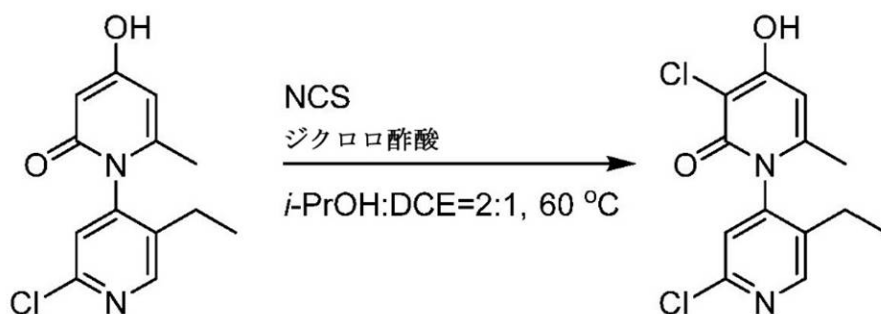 OH
O
N
Cl
N
NCS
ジクロロ酢酸
i-PrOH:DCE=2:1, 60 °C
OH
Cl
O
N
Cl
N